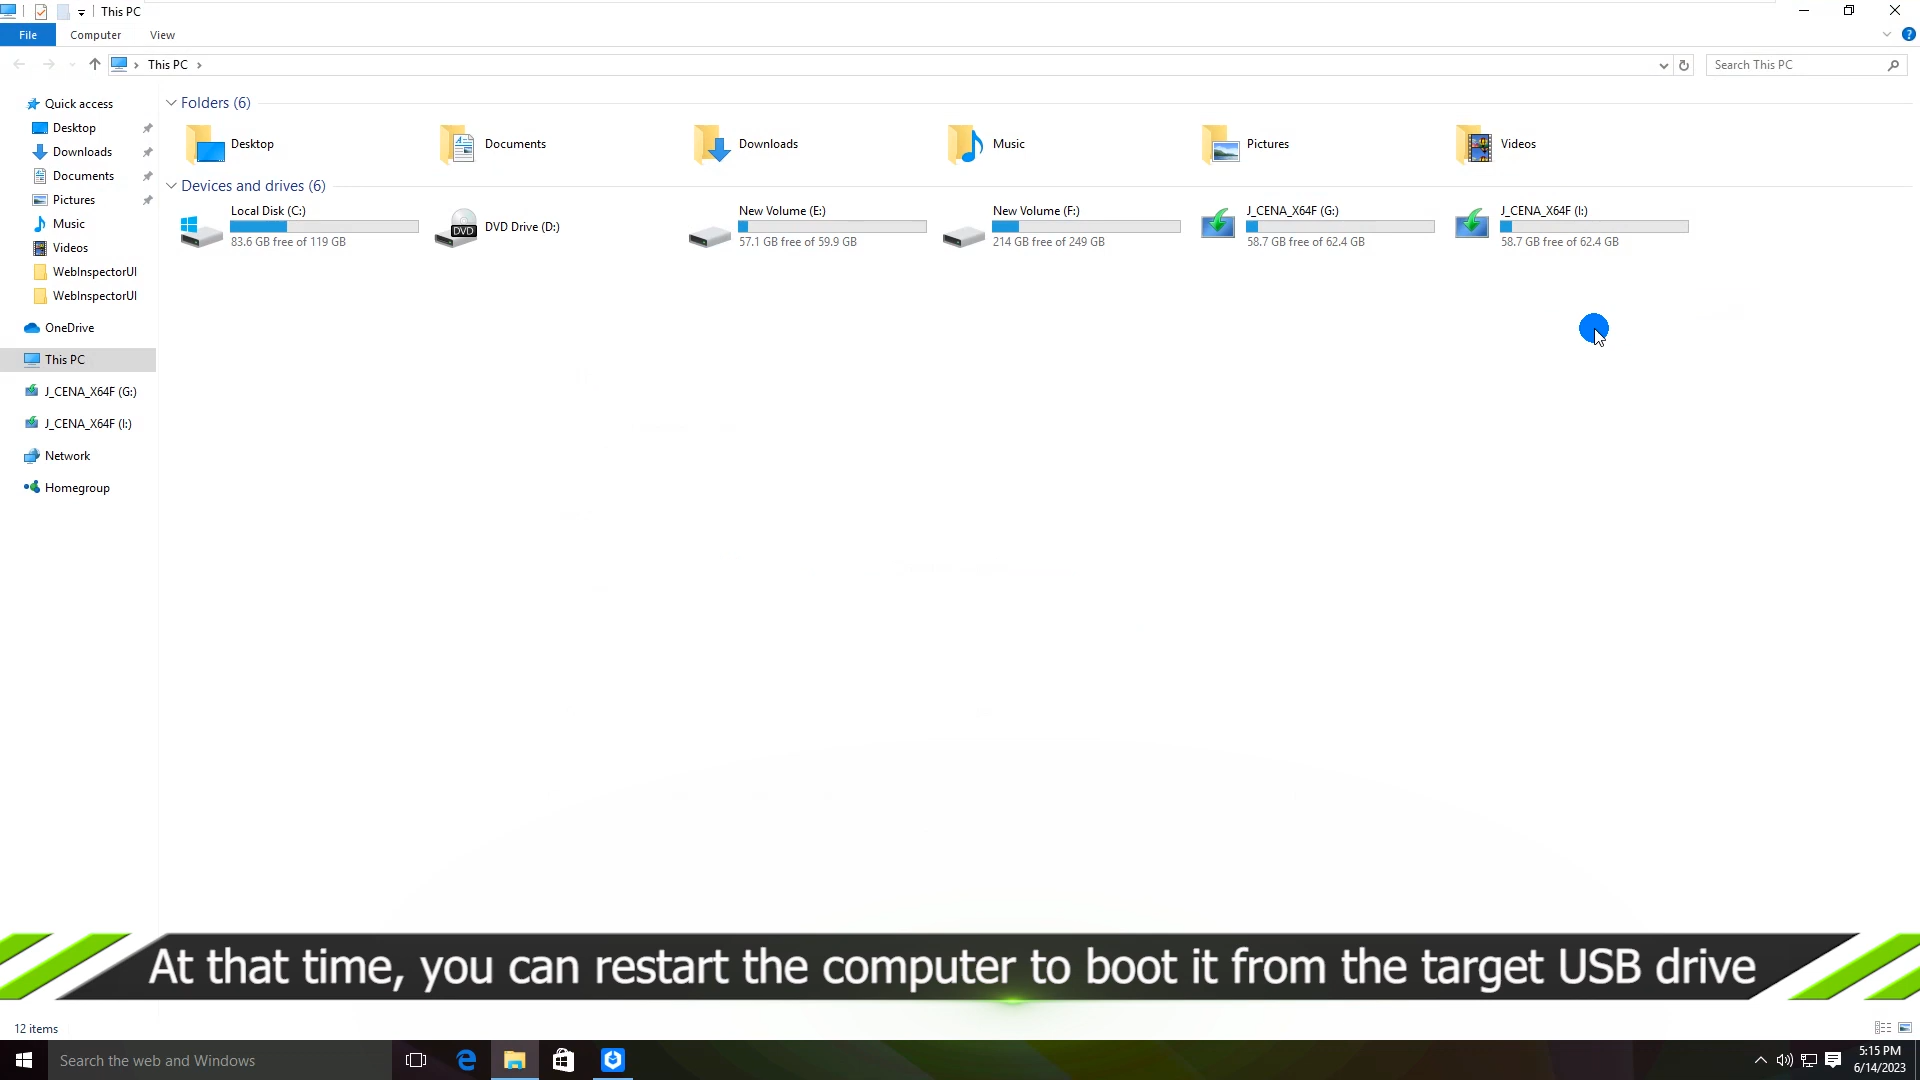 This PC
File Computer View
This PC
Search This PC
Quick access
Desktop
Downloads
Documents
Pictures
Music
Videos
WebInspectorUI
WebInspectorUI
OneDrive
This PC
J_CENA_X64F (G:)
J_CENA_X64F (I:)
Network
Homegroup
Folders (6)
Desktop Documents Downloads Music Pictures Videos
Devices and drives (6)
Local Disk (C:)
83.6 GB free of 119 GB
DVD
DVD Drive (D:)
New Volume (E:)
57.1 GB free of 59.9 GB
New Volume (F:)
214 GB free of 249 GB
J_CENA_X64F (G:)
58.7 GB free of 62.4 GB
J_CENA_X64F (I:)
58.7 GB free of 62.4 GB
At that time, you can restart the computer to boot it from the target USB drive
12 items
Search the web and Windows
5:15 PM
6/14/2023